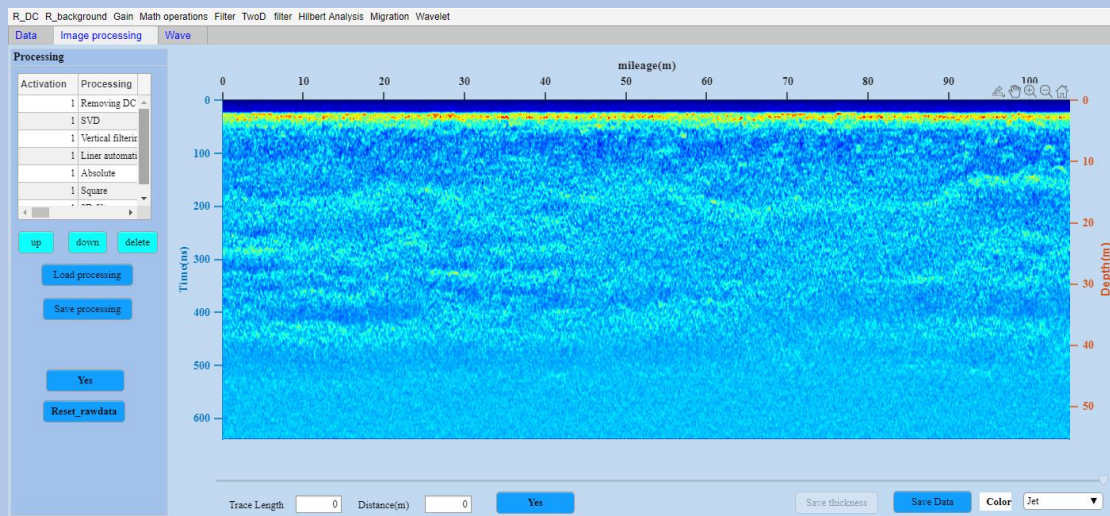 R_DC R_background Gain Math operations Filter TwoD filter Hilbert Analysis Migration Wavelet
Data Image processing Wave
Processing
Activation Processing
1 Removing DC
1 SVD
1 Vertical filterin
1 Liner automati
1 Absolute
1 Square
up down delete
Load processing
Save processing
Yes
Reset_rawdata
mileage(m)
0 10 20 30 40 50 60 70 80 90 100
Time(ns)
0
100
200
300
400
500
600
Depth(m)
0
10
20
30
40
50
Trace Length 0 Distance(m) 0 Yes Save thickness Save Data Color Jet